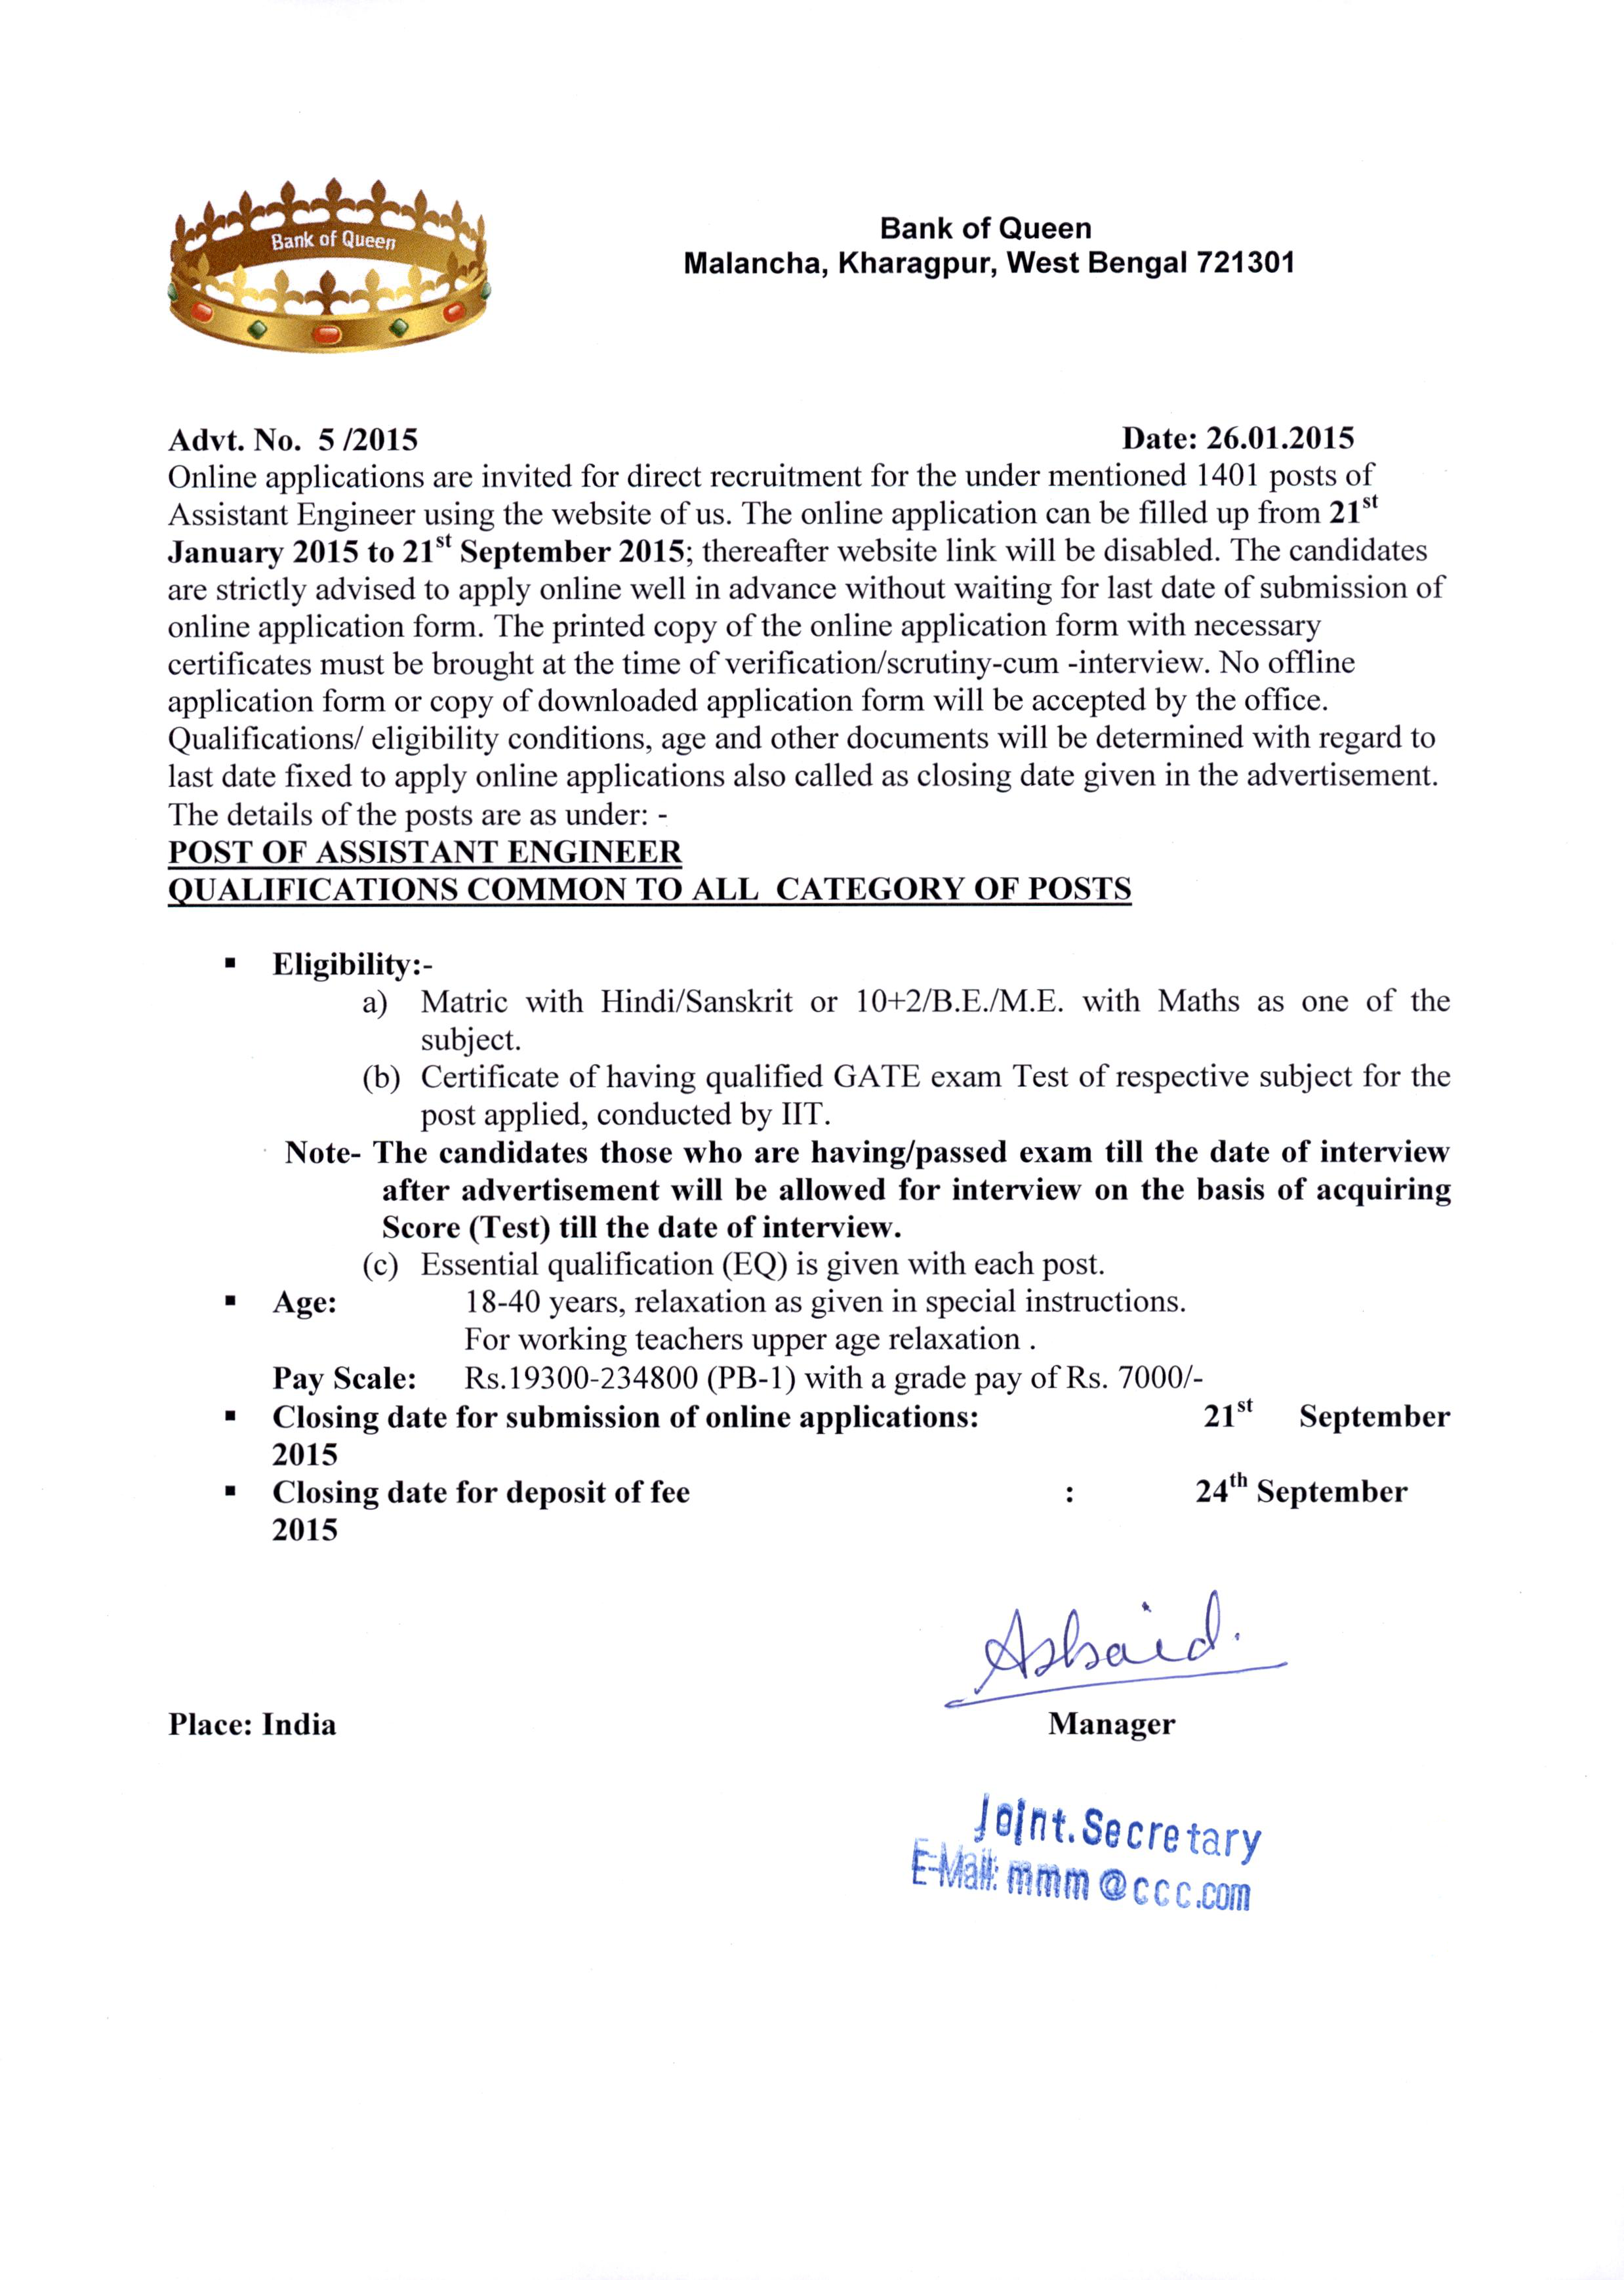 Bank of Queen
Bank of Queen
Malancha, Kharagpur, West Bengal 721301
Advt. No. 5 /2015 Date: 26.01.2015
Online applications are invited for direct recruitment for the under mentioned 1401 posts of
Assistant Engineer using the website of us. The online application can be filled up from 21st
January 2015 to 21st September 2015; thereafter website link will be disabled. The candidates
are strictly advised to apply online well in advance without waiting for last date of submission of
online application form. The printed copy of the online application form with necessary
certificates must be brought at the time of verification/scrutiny-cum -interview. No offline
application form or copy of downloaded application form will be accepted by the office.
Qualifications/ eligibility conditions, age and other documents will be determined with regard to
last date fixed to apply online applications also called as closing date given in the advertisement.
The details of the posts are as under: -
POST OF ASSISTANT ENGINEER
QUALIFICATIONS COMMON TO ALL CATEGORY OF POSTS
▪ Eligibility:-
a) Matric with Hindi/Sanskrit or 10+2/B.E./M.E. with Maths as one of the
subject.
(b) Certificate of having qualified GATE exam Test of respective subject for the
post applied, conducted by IIT.
Note- The candidates those who are having/passed exam till the date of interview
after advertisement will be allowed for interview on the basis of acquiring
Score (Test) till the date of interview.
(c) Essential qualification (EQ) is given with each post.
▪ Age: 18-40 years, relaxation as given in special instructions.
For working teachers upper age relaxation .
Pay Scale: Rs.19300-234800 (PB-1) with a grade pay of Rs. 7000/-
▪ Closing date for submission of online applications: 21st September
2015
▪ Closing date for deposit of fee : 24th September
2015
Place: India Manager
Joint.Secretary
E-Mail: mmm@ccc.com